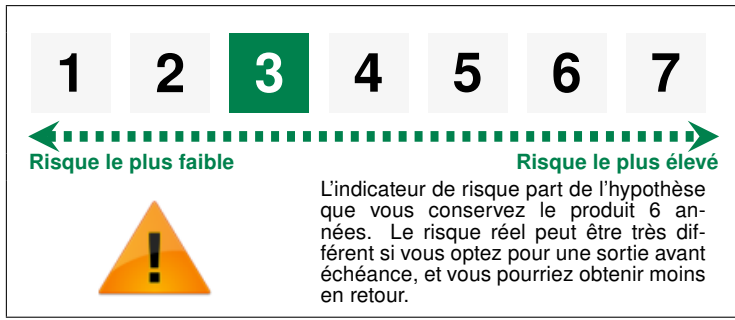 1 2 3 4 5 6 7
Risque le plus faible Risque le plus élevé
L'indicateur de risque part de l'hypothèse
que vous conservez le produit 6 an-
nées. Le risque réel peut être très dif-
férent si vous optez pour une sortie avant
échéance, et vous pourriez obtenir moins
en retour.